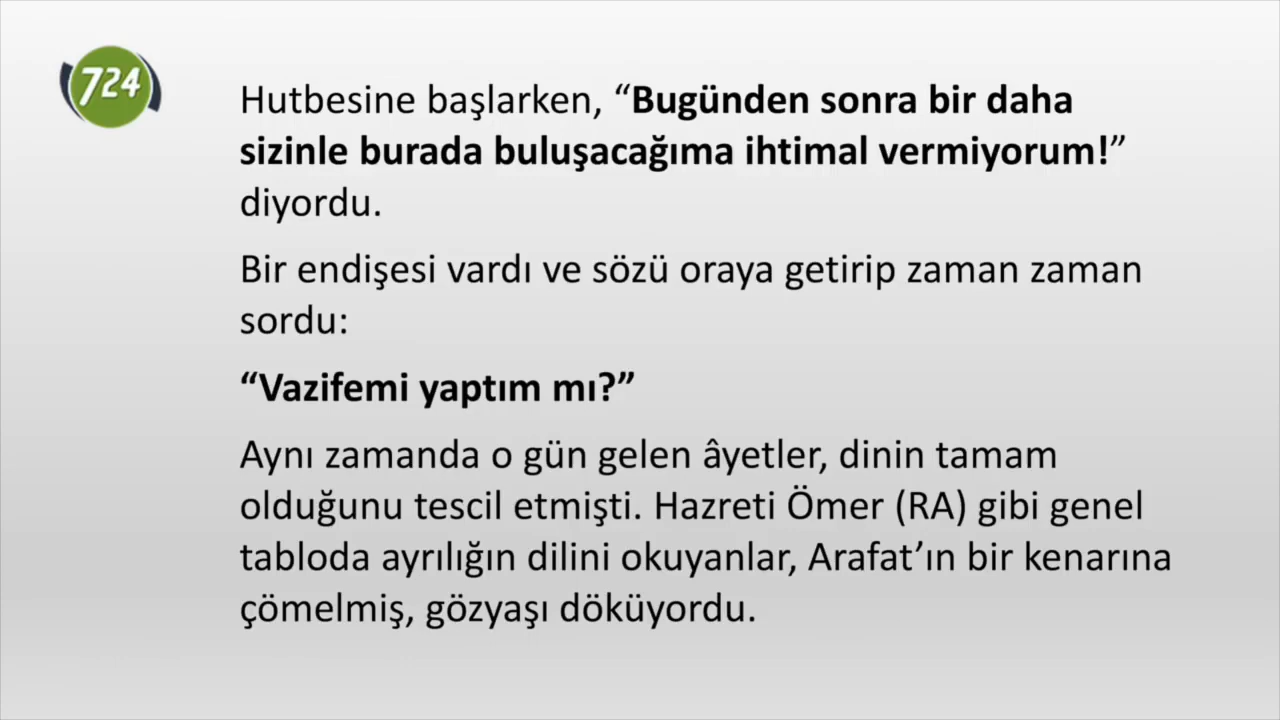 724
Hutbesine başlarken, “Bugünden sonra bir daha
sizinle burada buluşacağıma ihtimal vermiyorum!”
diyordu.
Bir endişesi vardı ve sözü oraya getirip zaman zaman
sordu:
“Vazifemi yaptım mı?”
Aynı zamanda o gün gelen âyetler, dinin tamam
olduğunu tescil etmişti. Hazreti Ömer (RA) gibi genel
tabloda ayrılığın dilini okuyanlar, Arafat’ın bir kenarına
çömelmiş, gözyaşı döküyordu.